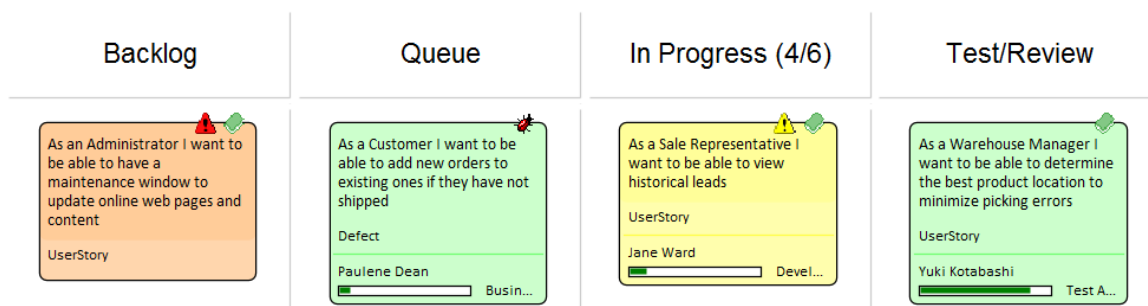 Backlog
Queue
In Progress (4/6)
Test/Review
As an Administrator I want to
be able to have a
maintenance window to
update online web pages and
content
UserStory
As a Customer I want to be
able to add new orders to
existing ones if they have not
shipped
Defect
Paulene Dean
Busin...
As a Sale Representative I
want to be able to view
historical leads
UserStory
Jane Ward
Devel...
As a Warehouse Manager I
want to be able to determine
the best product location to
minimize picking errors
UserStory
Yuki Kotabashi
Test A...